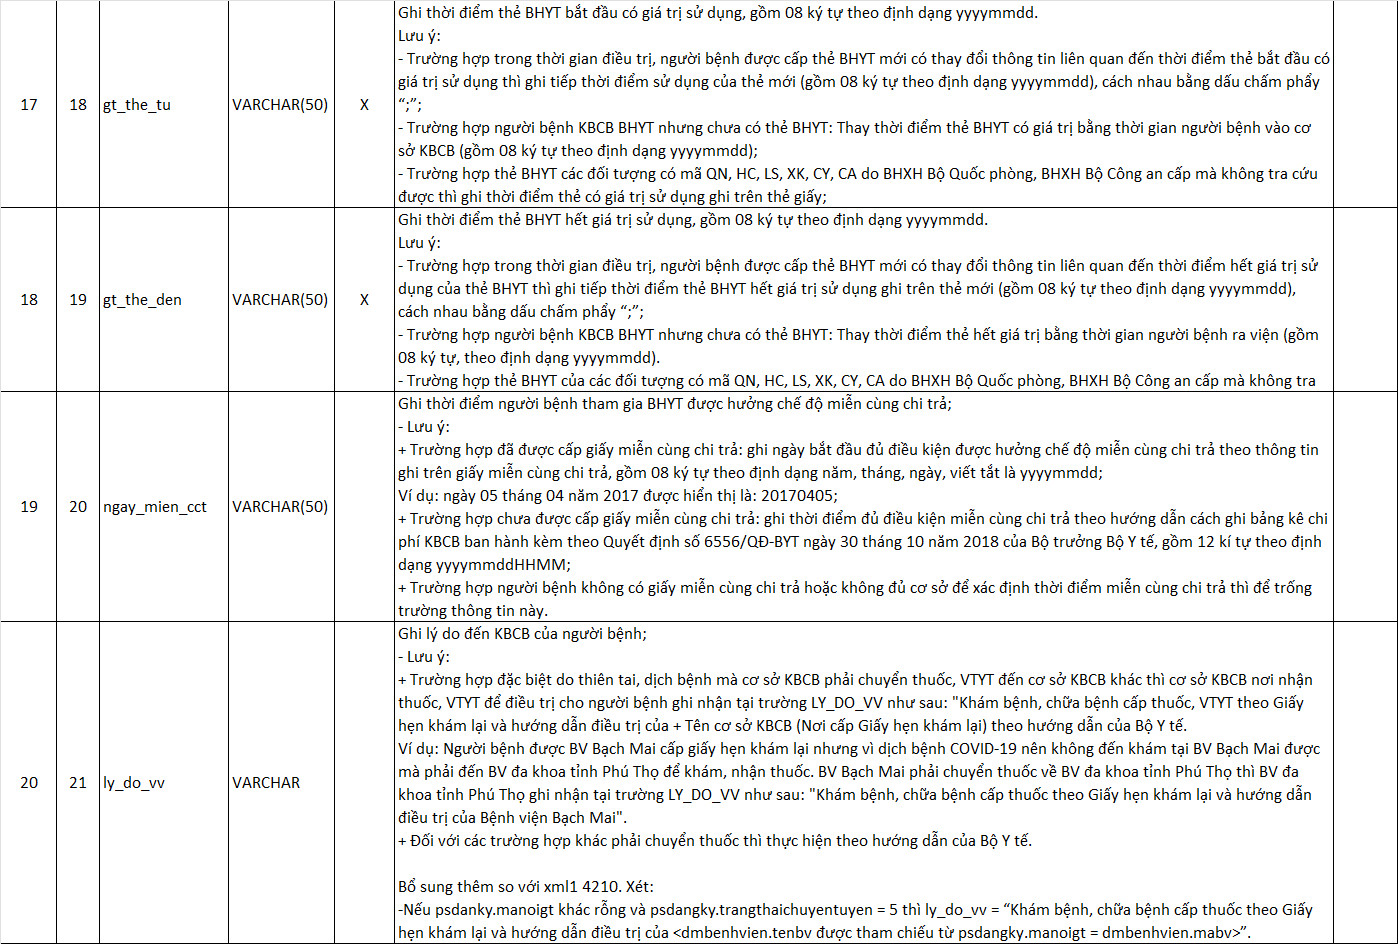 Ghi thời điểm thẻ BHYT bắt đầu có giá trị sử dụng, gồm 08 ký tự theo định dạng yyyymmdd.
Lưu ý:
- Trường hợp trong thời gian điều trị, người bệnh được cấp thẻ BHYT mới có thay đổi thông tin liên quan đến thời điểm thẻ bắt đầu có
giá trị sử dụng thì ghi tiếp thời điểm sử dụng của thẻ mới (gồm 08 ký tự theo định dạng yyyymmdd), cách nhau bằng dấu chấm phẩy
17 18 gt_the_tu VARCHAR(50) X “;”;
- Trường hợp người bệnh KBCB BHYT nhưng chưa có thẻ BHYT: Thay thời điểm thẻ BHYT có giá trị bằng thời gian người bệnh vào cơ
sở KBCB (gồm 08 ký tự theo định dạng yyyymmdd);
- Trường hợp thẻ BHYT các đối tượng có mã QN, HC, LS, XK, CY, CA do BHXH Bộ Quốc phòng, BHXH Bộ Công an cấp mà không tra cứu
được thì ghi thời điểm thẻ có giá trị sử dụng ghi trên thẻ giấy;
Ghi thời điểm thẻ BHYT hết giá trị sử dụng, gồm 08 ký tự theo định dạng yyyymmdd.
Lưu ý:
- Trường hợp trong thời gian điều trị, người bệnh được cấp thẻ BHYT mới có thay đổi thông tin liên quan đến thời điểm hết giá trị sử
18 19 gt_the_den VARCHAR(50) X dụng của thẻ BHYT thì ghi tiếp thời điểm thẻ BHYT hết giá trị sử dụng ghi trên thẻ mới (gồm 08 ký tự theo định dạng yyyymmdd),
cách nhau bằng dấu chấm phẩy “;”;
- Trường hợp người bệnh KBCB BHYT nhưng chưa có thẻ BHYT: Thay thời điểm thẻ hết giá trị bằng thời gian người bệnh ra viện (gồm
08 ký tự, theo định dạng yyyymmdd).
- Trường hợp thẻ BHYT của các đối tượng có mã QN, HC, LS, XK, CY, CA do BHXH Bộ Quốc phòng, BHXH Bộ Công an cấp mà không tra
Ghi thời điểm người bệnh tham gia BHYT được hưởng chế độ miễn cùng chi trả;
- Lưu ý:
+ Trường hợp đã được cấp giấy miễn cùng chi trả: ghi ngày bắt đầu đủ điều kiện được hưởng chế độ miễn cùng chi trả theo thông tin
ghi trên giấy miễn cùng chi trả, gồm 08 ký tự theo định dạng năm, tháng, ngày, viết tắt là yyyymmdd;
19 20 ngay_mien_cct VARCHAR(50) Ví dụ: ngày 05 tháng 04 năm 2017 được hiển thị là: 20170405;
+ Trường hợp chưa được cấp giấy miễn cùng chi trả: ghi thời điểm đủ điều kiện miễn cùng chi trả theo hướng dẫn cách ghi bảng kê chi
phí KBCB ban hành kèm theo Quyết định số 6556/QĐ-BYT ngày 30 tháng 10 năm 2018 của Bộ trưởng Bộ Y tế, gồm 12 kí tự theo định
dạng yyyymmddHHMM;
+ Trường hợp người bệnh không có giấy miễn cùng chi trả hoặc không đủ cơ sở để xác định thời điểm miễn cùng chi trả thì để trống
trường thông tin này.
Ghi lý do đến KBCB của người bệnh;
- Lưu ý:
+ Trường hợp đặc biệt do thiên tai, dịch bệnh mà cơ sở KBCB phải chuyển thuốc, VTYT đến cơ sở KBCB khác thì cơ sở KBCB nơi nhận
thuốc, VTYT để điều trị cho người bệnh ghi nhận tại trường LY_DO_VV như sau: "Khám bệnh, chữa bệnh cấp thuốc, VTYT theo Giấy
hẹn khám lại và hướng dẫn điều trị của + Tên cơ sở KBCB (Nơi cấp Giấy hẹn khám lại) theo hướng dẫn của Bộ Y tế.
Ví dụ: Người bệnh được BV Bạch Mai cấp giấy hẹn khám lại nhưng vì dịch bệnh COVID-19 nên không đến khám tại BV Bạch Mai được
20 21 ly_do_vv VARCHAR mà phải đến BV đa khoa tỉnh Phú Thọ để khám, nhận thuốc. BV Bạch Mai phải chuyển thuốc về BV đa khoa tỉnh Phú Thọ thì BV đa
khoa tỉnh Phú Thọ ghi nhận tại trường LY_DO_VV như sau: "Khám bệnh, chữa bệnh cấp thuốc theo Giấy hẹn khám lại và hướng dẫn
điều trị của Bệnh viện Bạch Mai".
+ Đối với các trường hợp khác phải chuyển thuốc thì thực hiện theo hướng dẫn của Bộ Y tế.
Bổ sung thêm so với xml1 4210. Xét:
-Nếu psdanky.manoigt khác rỗng và psdangky.trangthaichuyentuyen = 5 thì ly_do_vv = “Khám bệnh, chữa bệnh cấp thuốc theo Giấy
hẹn khám lại và hướng dẫn điều trị của <dmbenhvien.tenbv được tham chiếu từ psdangky.manoigt = dmbenhvien.mabv>”.